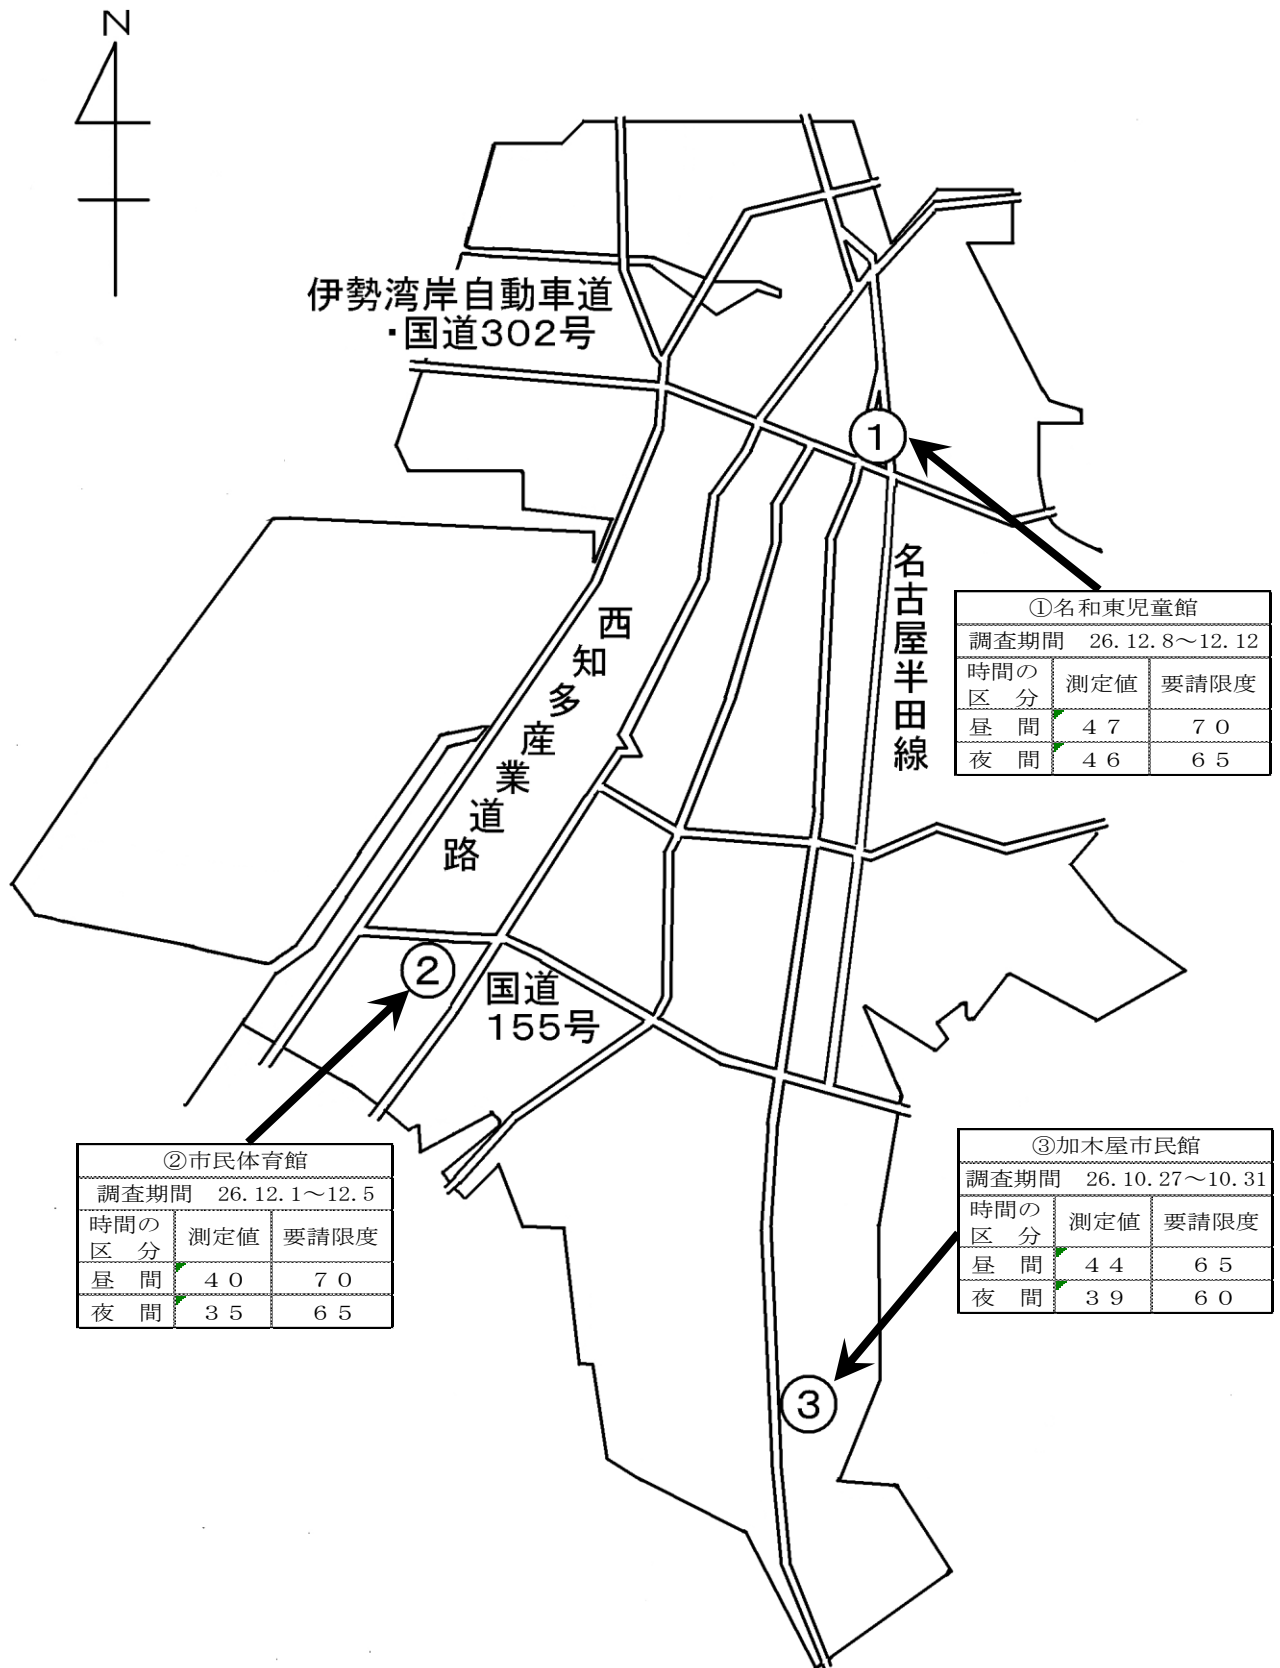 N
伊勢湾岸自動車道
・国道302号
1
名古屋半田線
①名和東児童館
調査期間 26.12.8～12.12
時間の区分 測定値 要請限度
昼間 47 70
夜間 46 65
西知多産業道路
2
国道
155号
②市民体育館
調査期間 26.12.1～12.5
時間の区分 測定値 要請限度
昼間 40 70
夜間 35 65
③加木屋市民館
調査期間 26.10.27～10.31
時間の区分 測定値 要請限度
昼間 44 65
夜間 39 60
3